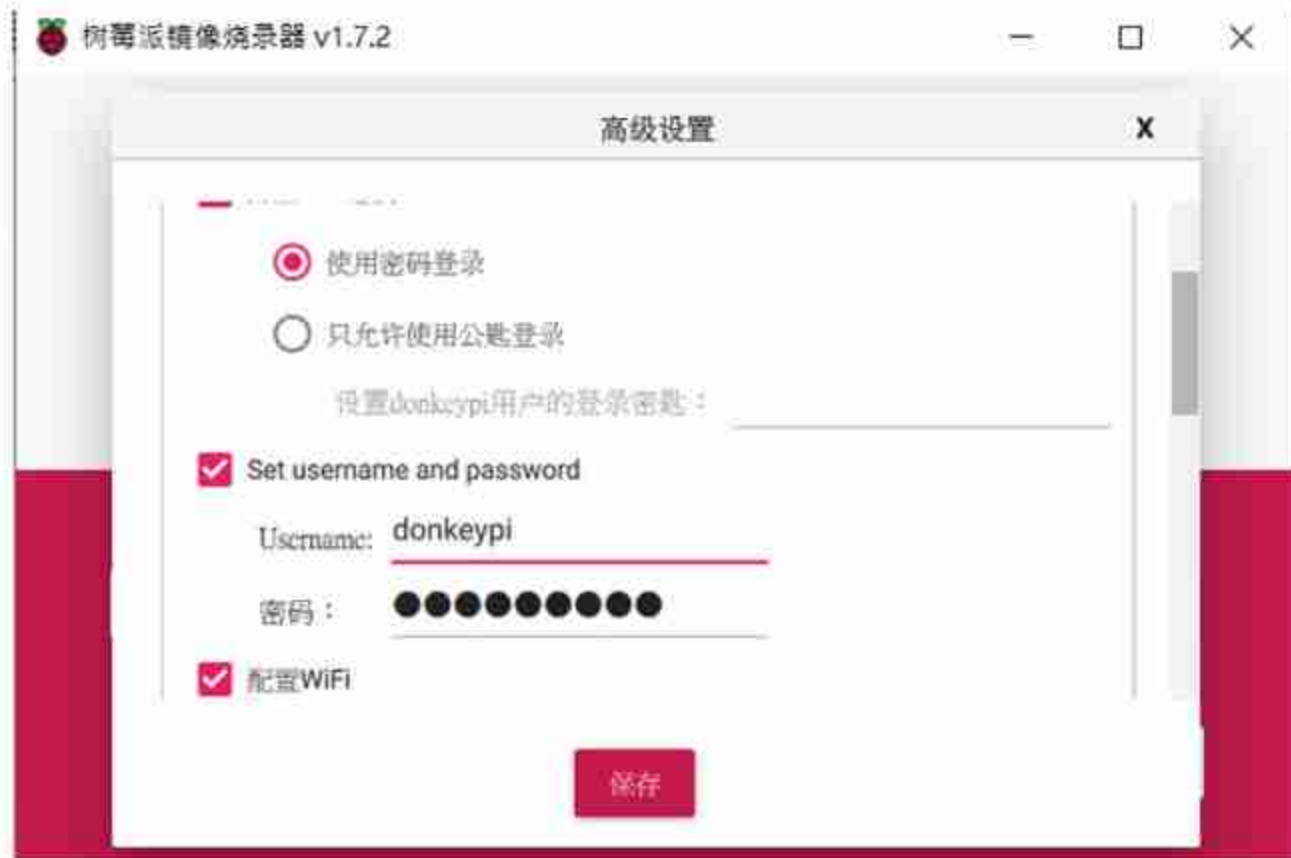 树莓派镜像烧录器 v1.7.2
高级设置 X
使用密码登录
只允许使用公匙登录
设置donkeypi用户的登录密匙：
Set username and password
Username: donkeypi
密码： ●●●●●●●●●
配置WiFi
保存